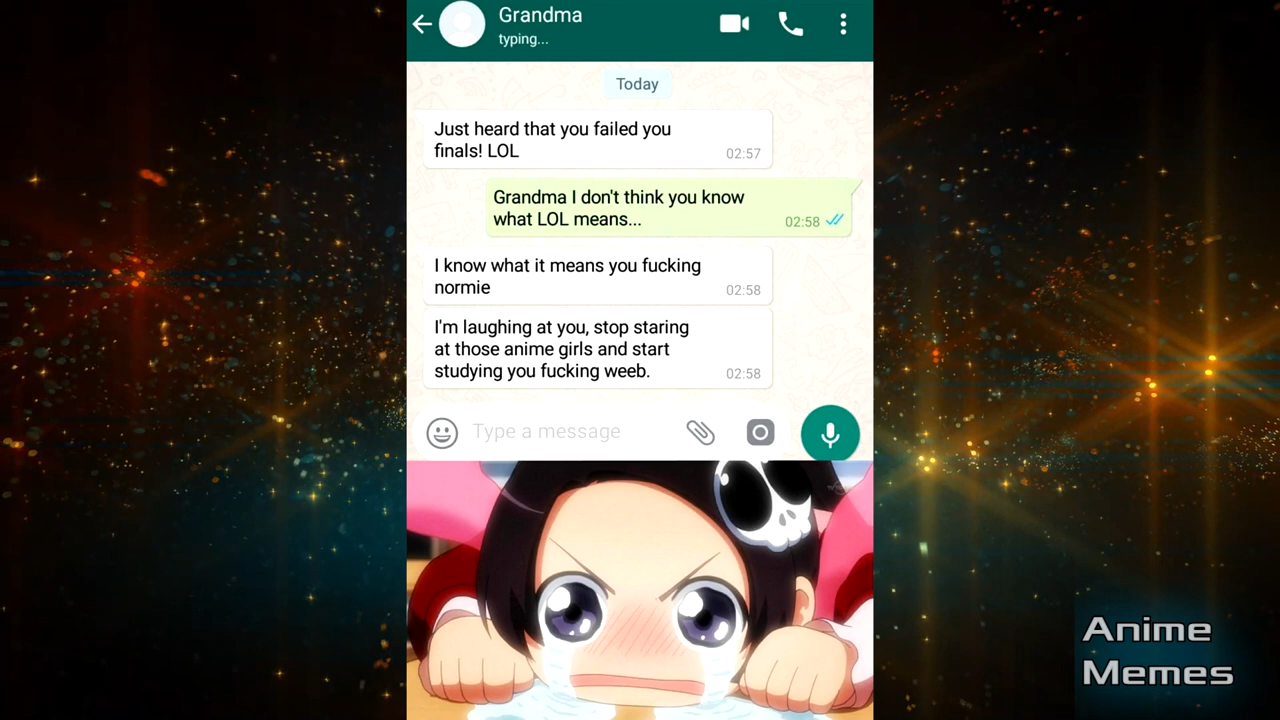 Grandma
typing...
Today
Just heard that you failed you
finals! LOL
02:57
Grandma I don't think you know
what LOL means...
02:58
I know what it means you fucking
normie
02:58
I'm laughing at you, stop staring
at those anime girls and start
studying you fucking weeb.
02:58
Type a message
Anime
Memes